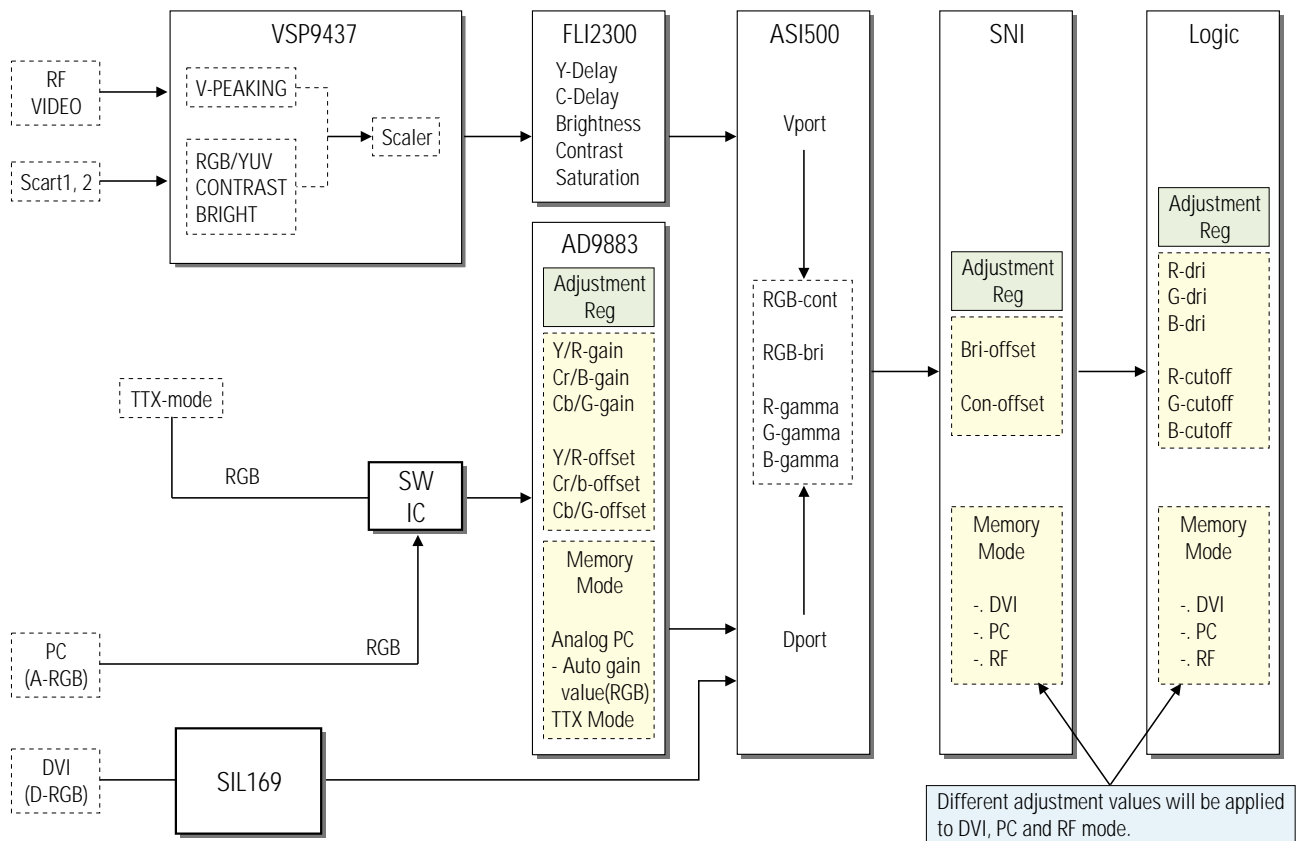 VSP9437
RF
VIDEO
V-PEAKING
Scaler
Scart1, 2
RGB/YUV
CONTRAST
BRIGHT
FLI2300
Y-Delay
C-Delay
Brightness
Contrast
Saturation
AD9883
Adjustment
Reg
Y/R-gain
Cr/B-gain
Cb/G-gain
Y/R-offset
Cr/b-offset
Cb/G-offset
Memory
Mode
Analog PC
- Auto gain
value(RGB)
TTX Mode
TTX-mode
RGB
SW
IC
PC
(A-RGB)
RGB
DVI
(D-RGB)
SIL169
ASI500
Vport
RGB-cont
RGB-bri
R-gamma
G-gamma
B-gamma
Dport
SNI
Adjustment
Reg
Bri-offset
Con-offset
Memory
Mode
-. DVI
-. PC
-. RF
Logic
Adjustment
Reg
R-dri
G-dri
B-dri
R-cutoff
G-cutoff
B-cutoff
Memory
Mode
-. DVI
-. PC
-. RF
Different adjustment values will be applied
to DVI, PC and RF mode.